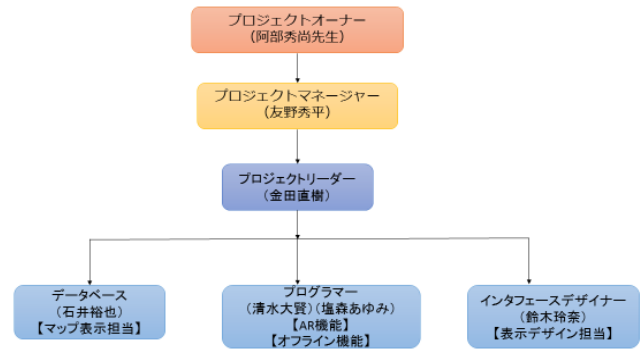 プロジェクトオーナー
(阿部秀尚先生)
プロジェクトマネージャー
(友野秀平)
プロジェクトリーダー
(金田直樹)
データベース
(石井裕也)
【マップ表示担当】
プログラマー
(清水大賢)(塩森あゆみ)
【AR機能】
【オフライン機能】
インタフェースデザイナー
(鈴木玲奈)
【表示デザイン担当】